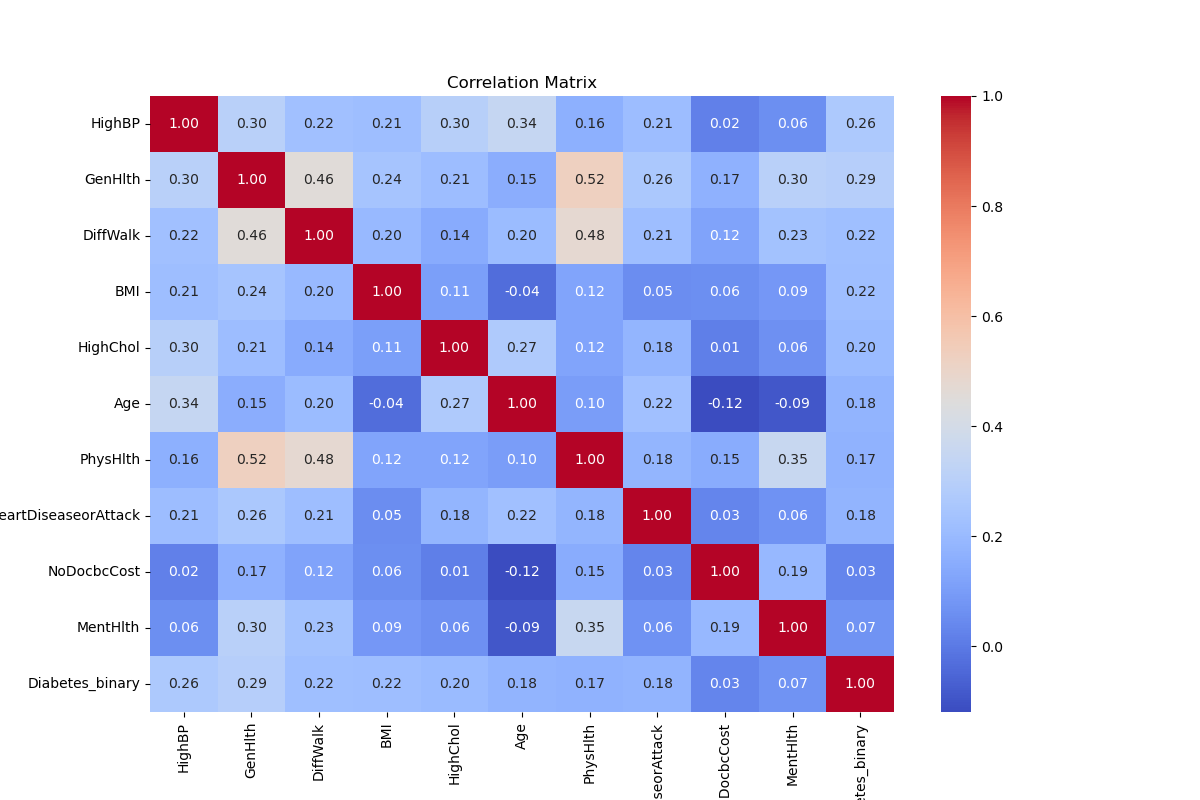 Correlation Matrix
HighBP 1.00 0.30 0.22 0.21 0.30 0.34 0.16 0.21 0.02 0.06 0.26
GenHlth 0.30 1.00 0.46 0.24 0.21 0.15 0.52 0.26 0.17 0.30 0.29
DiffWalk 0.22 0.46 1.00 0.20 0.14 0.20 0.48 0.21 0.12 0.23 0.22
BMI 0.21 0.24 0.20 1.00 0.11 -0.04 0.12 0.05 0.06 0.09 0.22
HighChol 0.30 0.21 0.14 0.11 1.00 0.27 0.12 0.18 0.01 0.06 0.20
Age 0.34 0.15 0.20 -0.04 0.27 1.00 0.10 0.22 -0.12 -0.09 0.18
PhysHlth 0.16 0.52 0.48 0.12 0.12 0.10 1.00 0.18 0.15 0.35 0.17
eartDiseaseorAttack 0.21 0.26 0.21 0.05 0.18 0.22 0.18 1.00 0.03 0.06 0.18
NoDocbcCost 0.02 0.17 0.12 0.06 0.01 -0.12 0.15 0.03 1.00 0.19 0.03
MentHlth 0.06 0.30 0.23 0.09 0.06 -0.09 0.35 0.06 0.19 1.00 0.07
Diabetes_binary 0.26 0.29 0.22 0.22 0.20 0.18 0.17 0.18 0.03 0.07 1.00
HighBP
GenHlth
DiffWalk
BMI
HighChol
Age
PhysHlth
seorAttack
DocbcCost
MentHlth
etes_binary
1.0
0.8
0.6
0.4
0.2
0.0